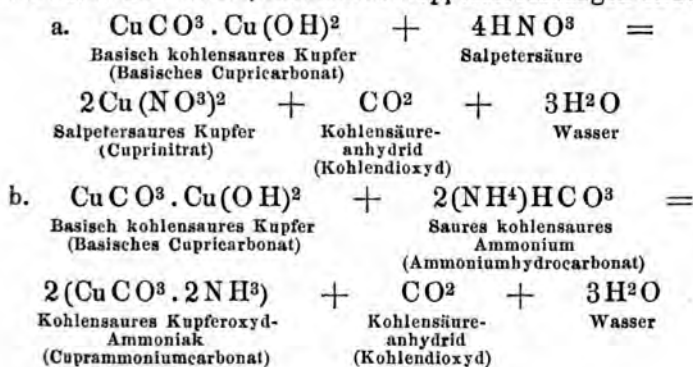 a. CuCO³.Cu(OH)² + 4HNO³ =
Basisch kohlensaures Kupfer Salpetersäure
(Basisches Cupricarbonat)
2Cu(NO³)² + CO² + 3H²O
Salpetersaures Kupfer Kohlensäure- Wasser
(Cuprinitrat) anhydrid
(Kohlendioxyd)
b. CuCO³.Cu(OH)² + 2(NH⁴)HCO³ =
Basisch kohlensaures Kupfer Saures kohlensaures
(Basisches Cupricarbonat) Ammonium
(Ammoniumhydrocarbonat)
2(CuCO³.2NH³) + CO² + 3H²O
Kohlensaures Kupferoxyd- Kohlensäure- Wasser
Ammoniak anhydrid
(Cuprammoniumcarbonat) (Kohlendioxyd)